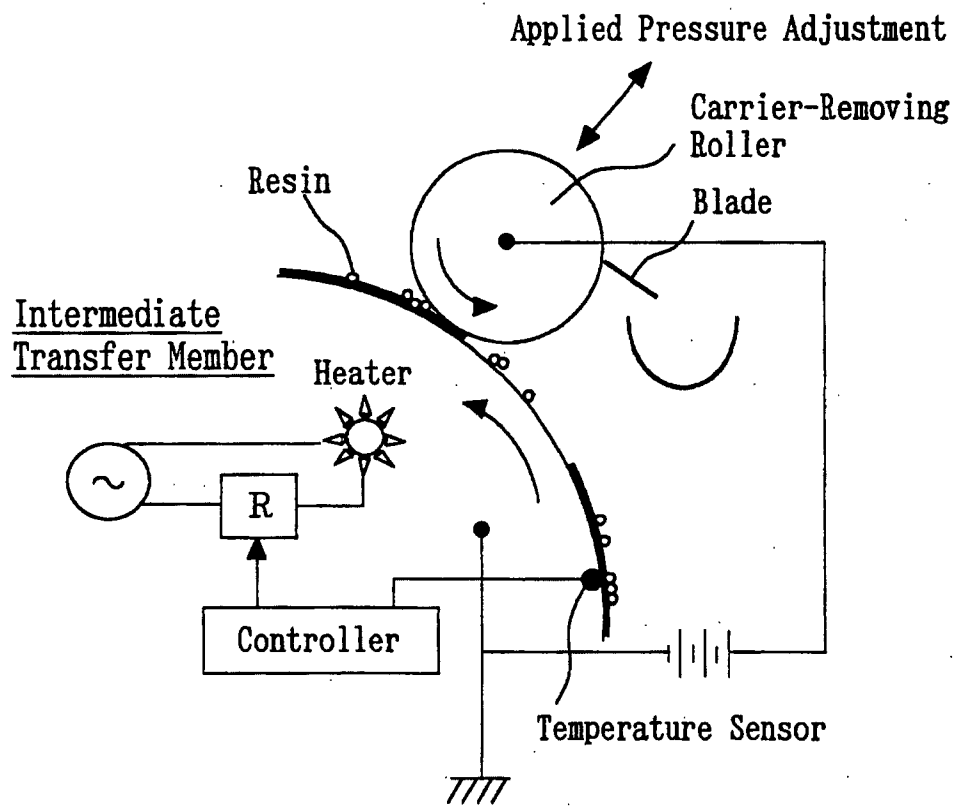 Applied Pressure Adjustment
Carrier-Removing
Roller
Resin
Blade
Intermediate
Transfer Member
Heater
~
R
Controller
Temperature Sensor